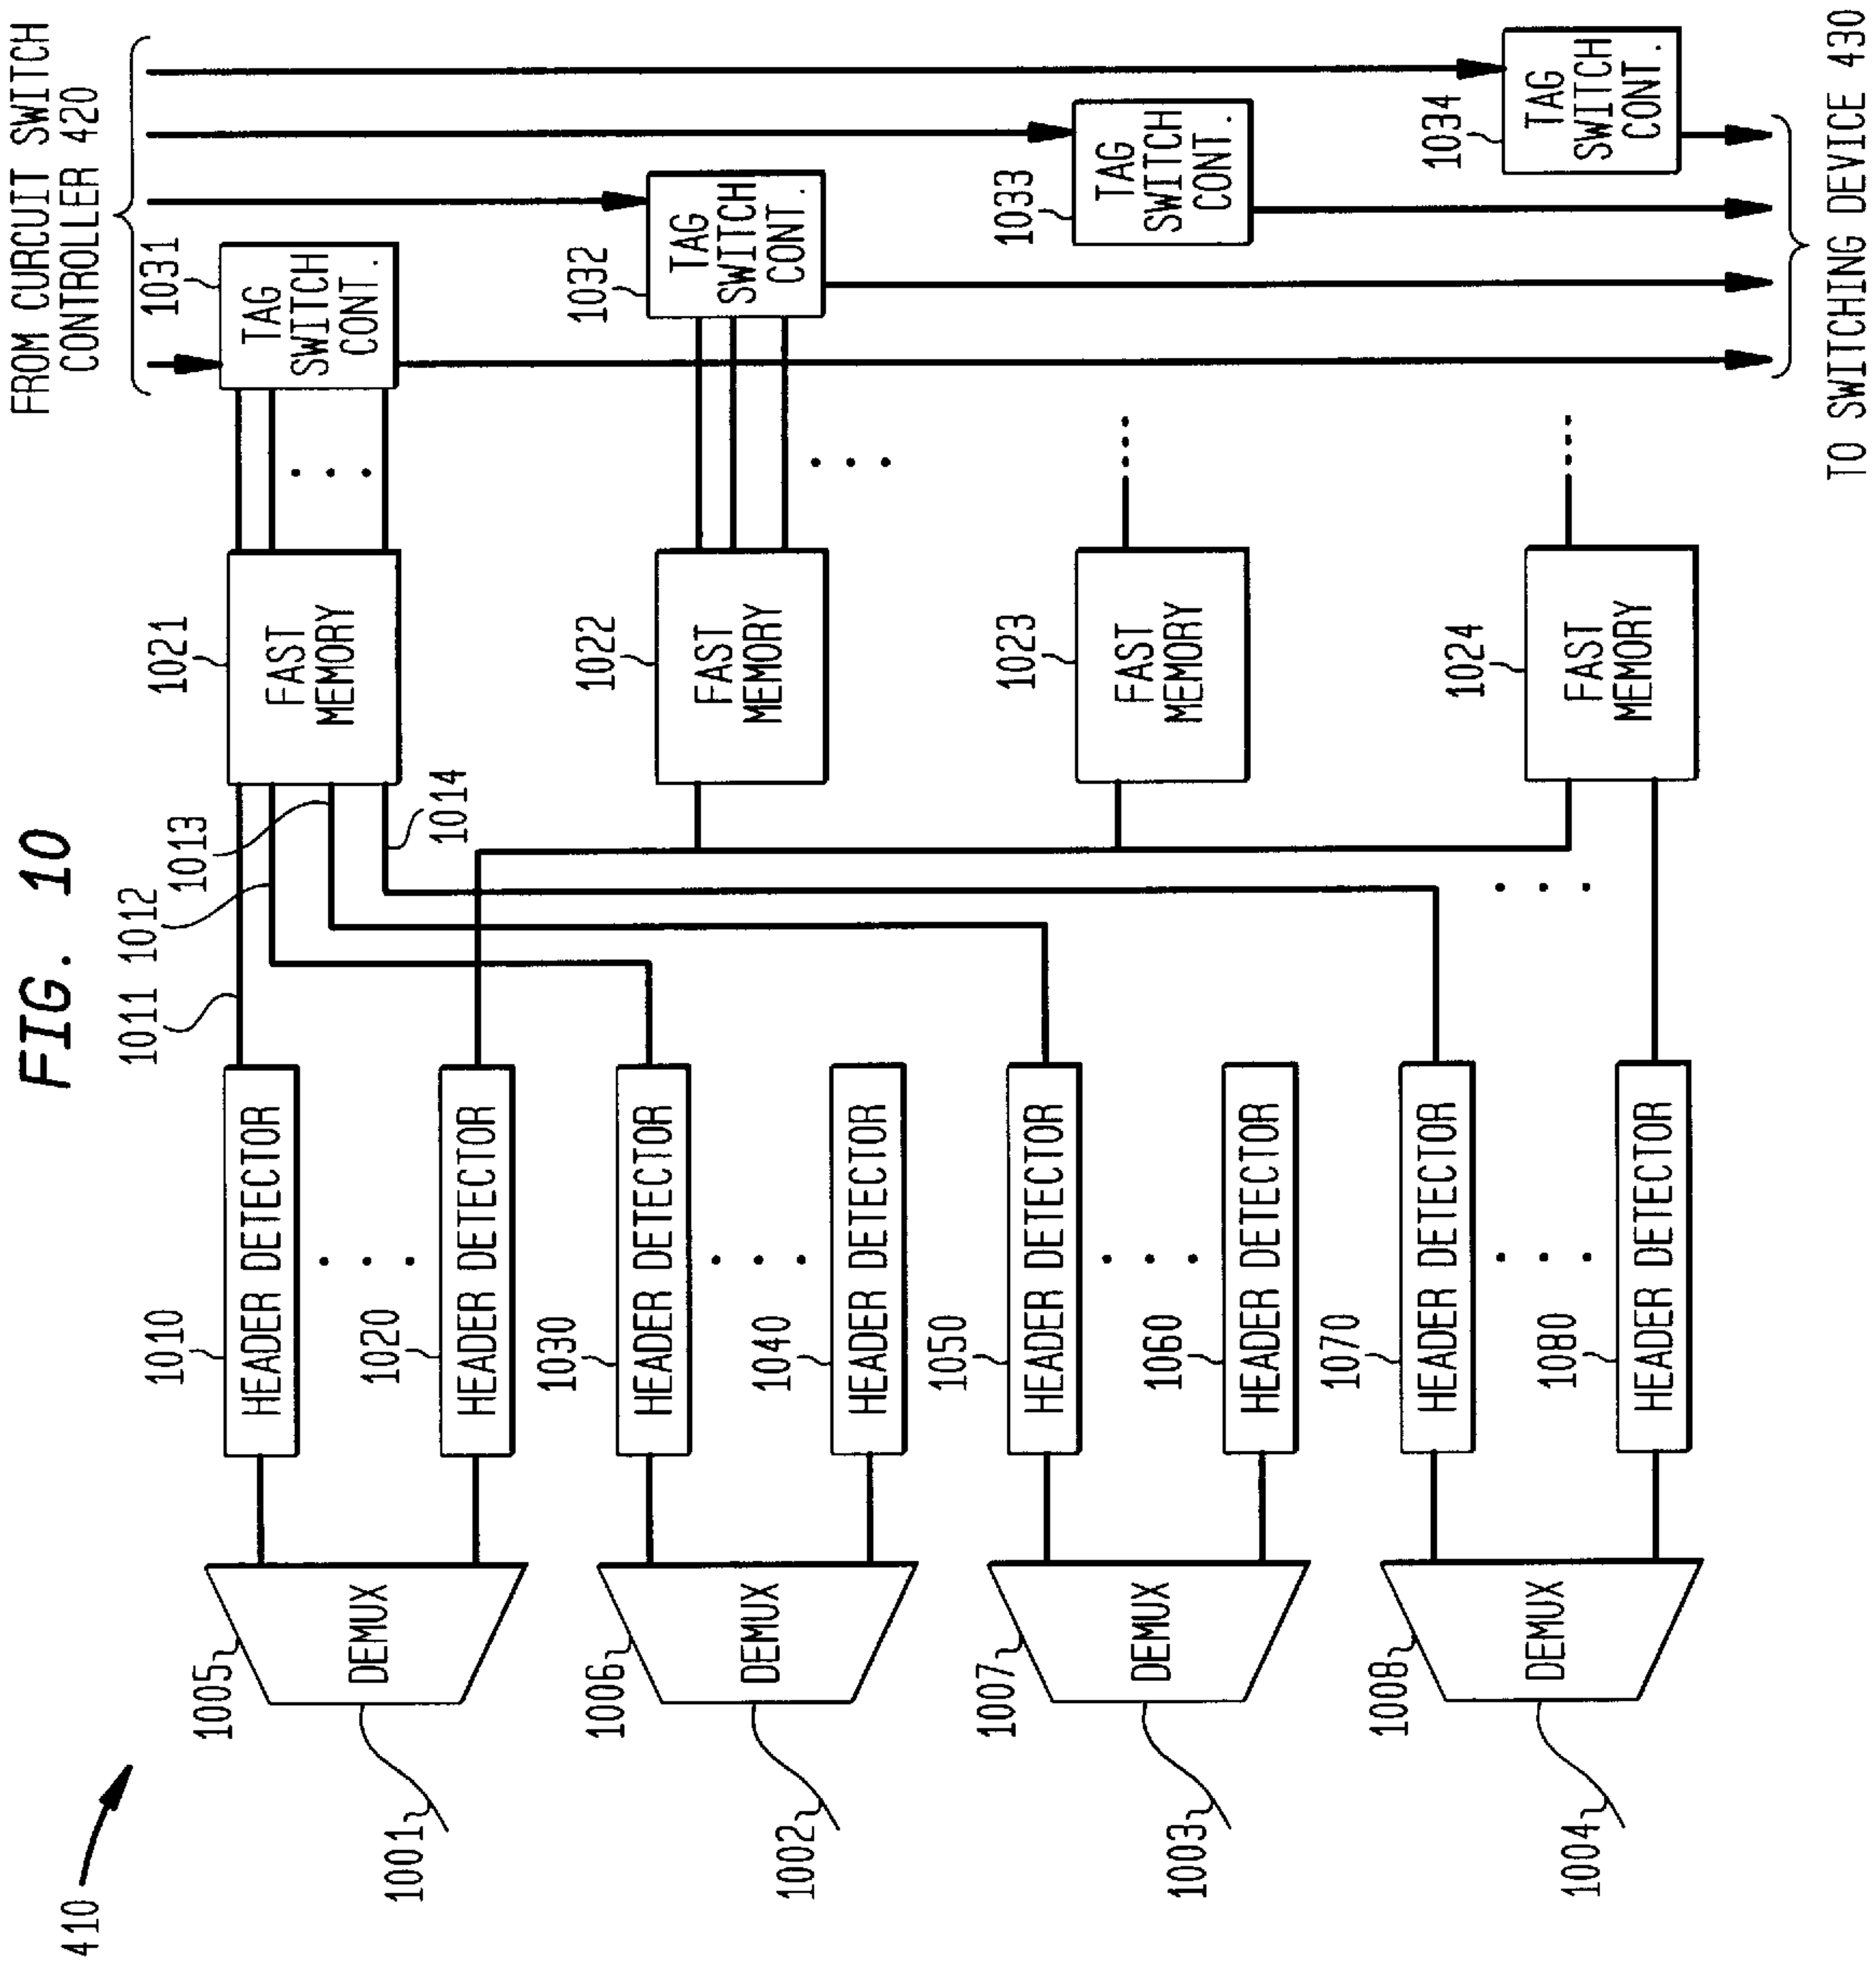 FIG. 10
FROM CURCUIT SWITCH
CONTROLLER 420
410
1001
1005
DEMUX
1010
HEADER DETECTOR
1020
HEADER DETECTOR
1011
1012
1013
1014
1021
FAST
MEMORY
1031
TAG
SWITCH
CONT.
1002
1006
DEMUX
1030
HEADER DETECTOR
1040
HEADER DETECTOR
1022
FAST
MEMORY
1032
TAG
SWITCH
CONT.
1003
1007
DEMUX
1050
HEADER DETECTOR
1060
HEADER DETECTOR
1023
FAST
MEMORY
1033
TAG
SWITCH
CONT.
1004
1008
DEMUX
1070
HEADER DETECTOR
1080
HEADER DETECTOR
1024
FAST
MEMORY
1034
TAG
SWITCH
CONT.
TO SWITCHING DEVICE 430